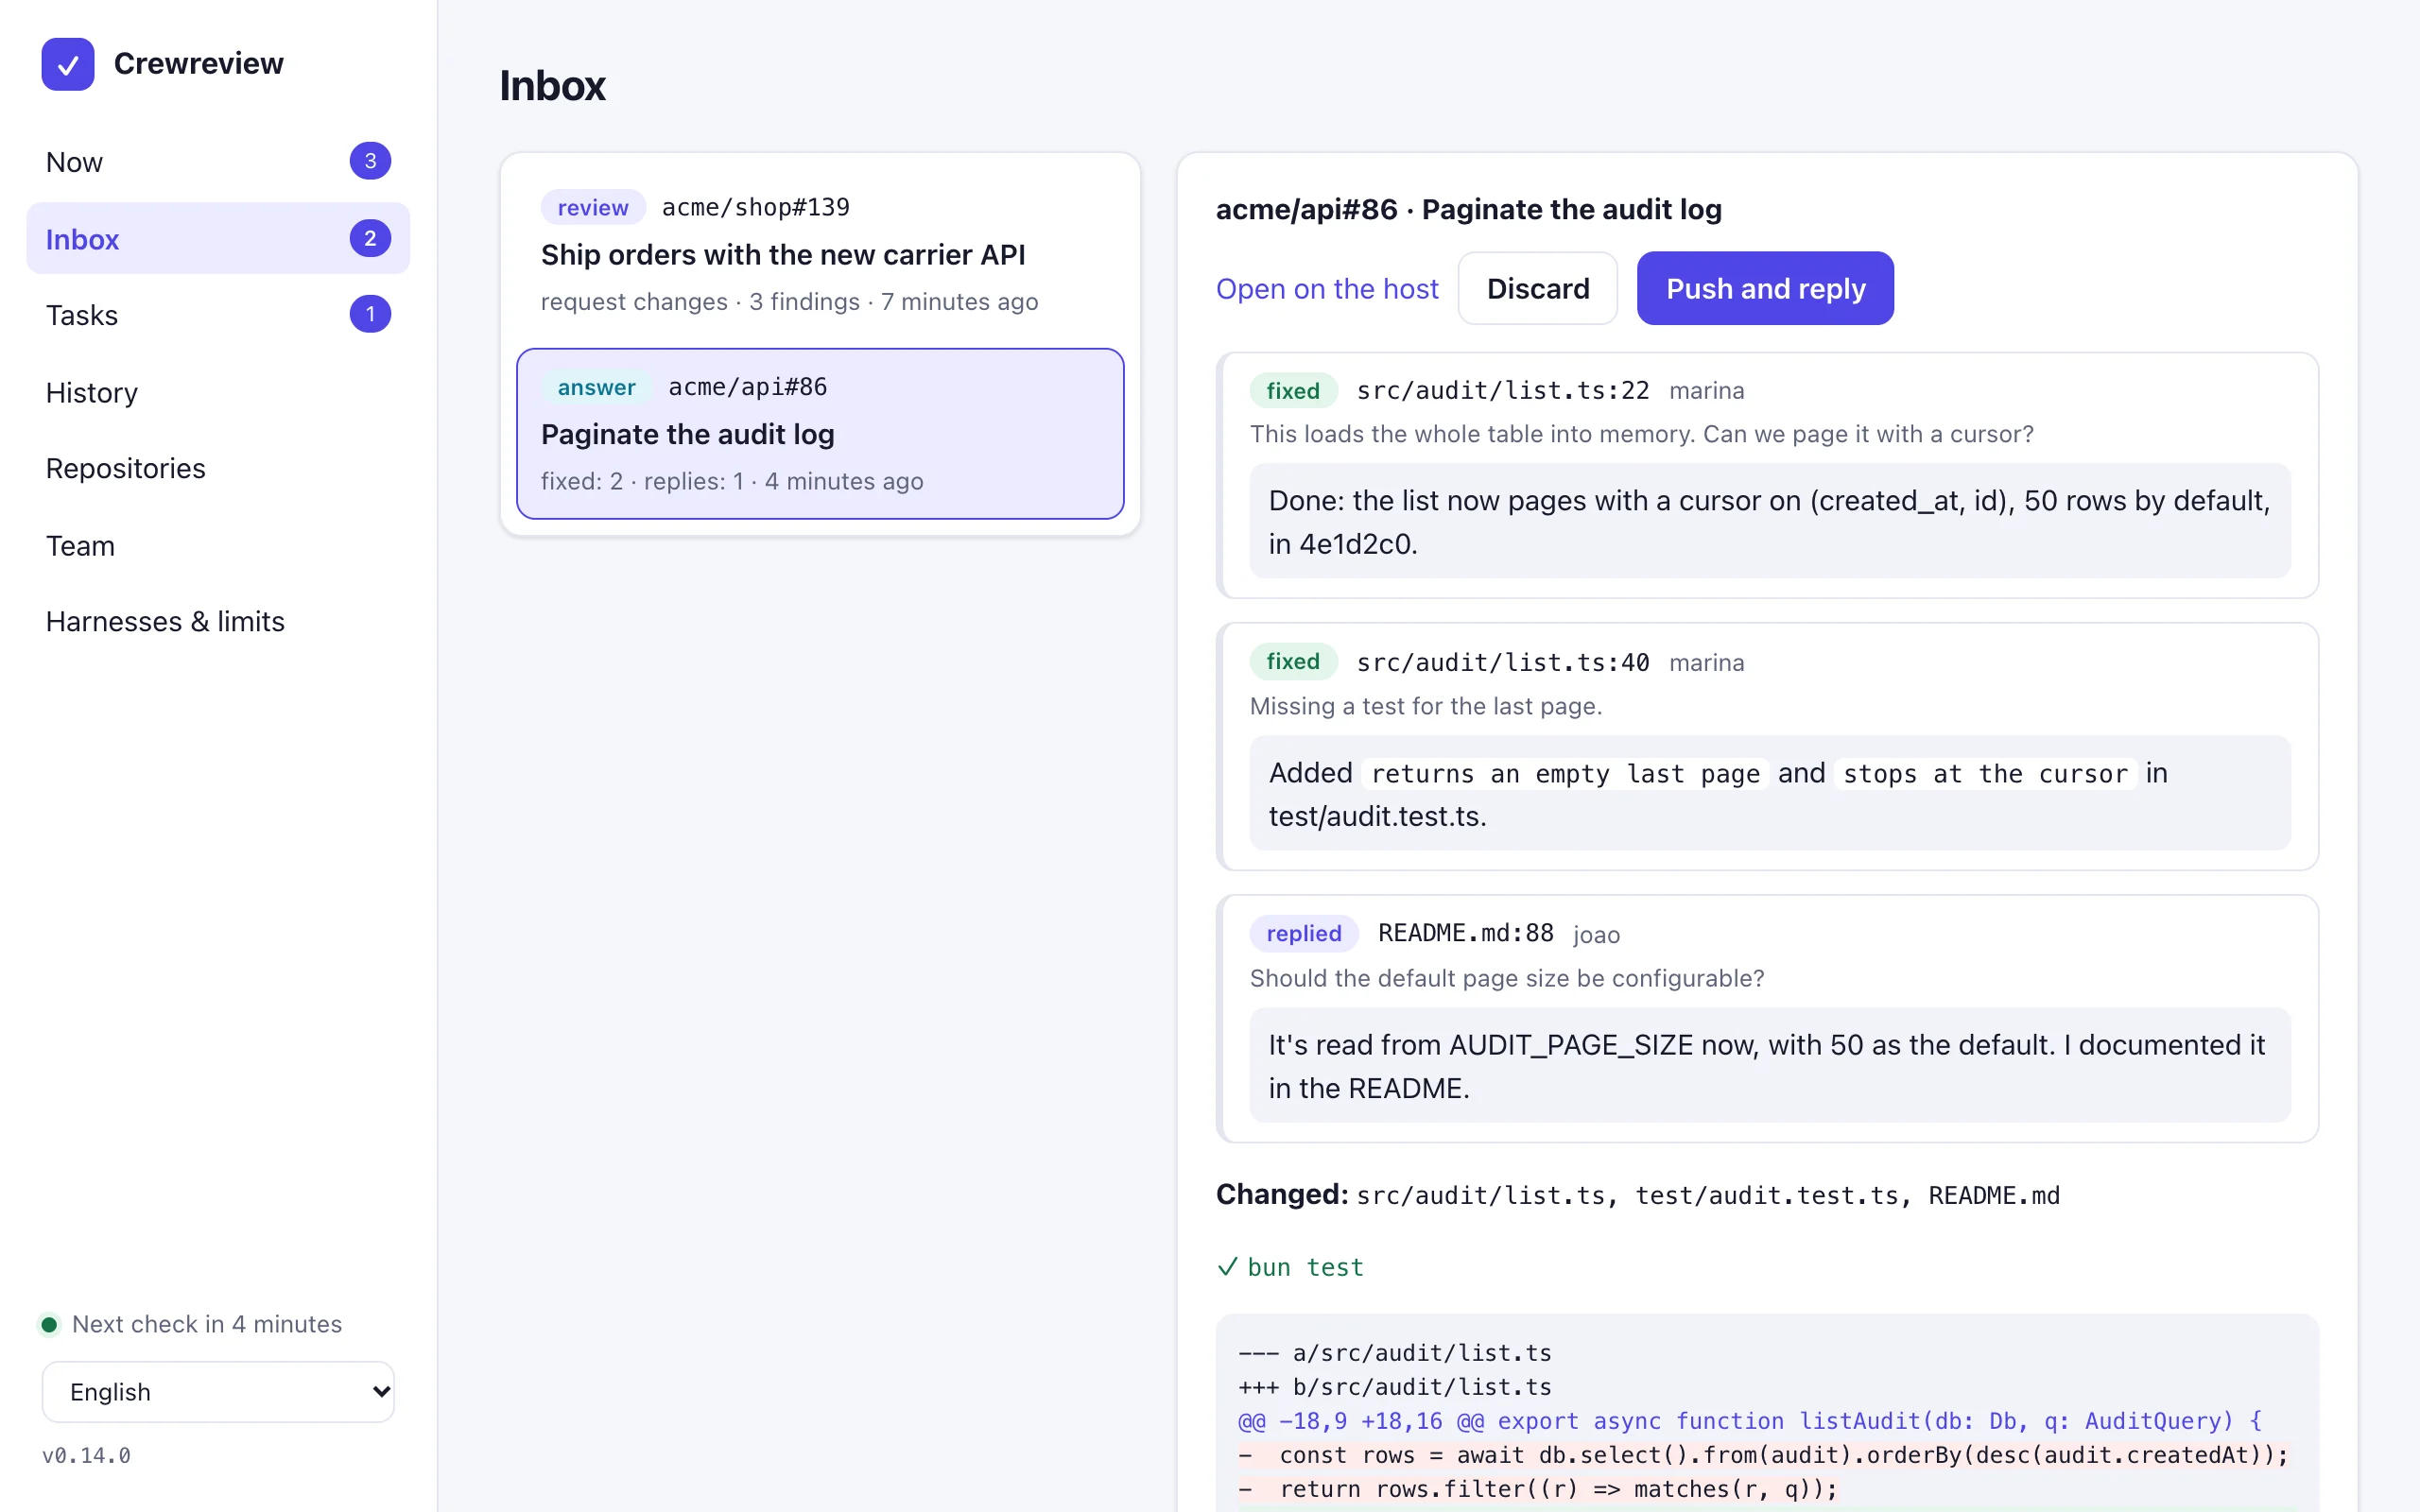 Crewreview
Now 3
Inbox 2
Tasks 1
History
Repositories
Team
Harnesses & limits
Next check in 4 minutes
English
v0.14.0
Inbox
review acme/shop#139
Ship orders with the new carrier API
request changes · 3 findings · 7 minutes ago
answer acme/api#86
Paginate the audit log
fixed: 2 · replies: 1 · 4 minutes ago
acme/api#86 · Paginate the audit log
Open on the host Discard Push and reply
fixed src/audit/list.ts:22 marina
This loads the whole table into memory. Can we page it with a cursor?
Done: the list now pages with a cursor on (created_at, id), 50 rows by default,
in 4e1d2c0.
fixed src/audit/list.ts:40 marina
Missing a test for the last page.
Added returns an empty last page and stops at the cursor in
test/audit.test.ts.
replied README.md:88 joao
Should the default page size be configurable?
It's read from AUDIT_PAGE_SIZE now, with 50 as the default. I documented it
in the README.
Changed: src/audit/list.ts, test/audit.test.ts, README.md
✓ bun test
--- a/src/audit/list.ts
+++ b/src/audit/list.ts
@@ -18,9 +18,16 @@ export async function listAudit(db: Db, q: AuditQuery) {
-  const rows = await db.select().from(audit).orderBy(desc(audit.createdAt));
-  return rows.filter((r) => matches(r, q));